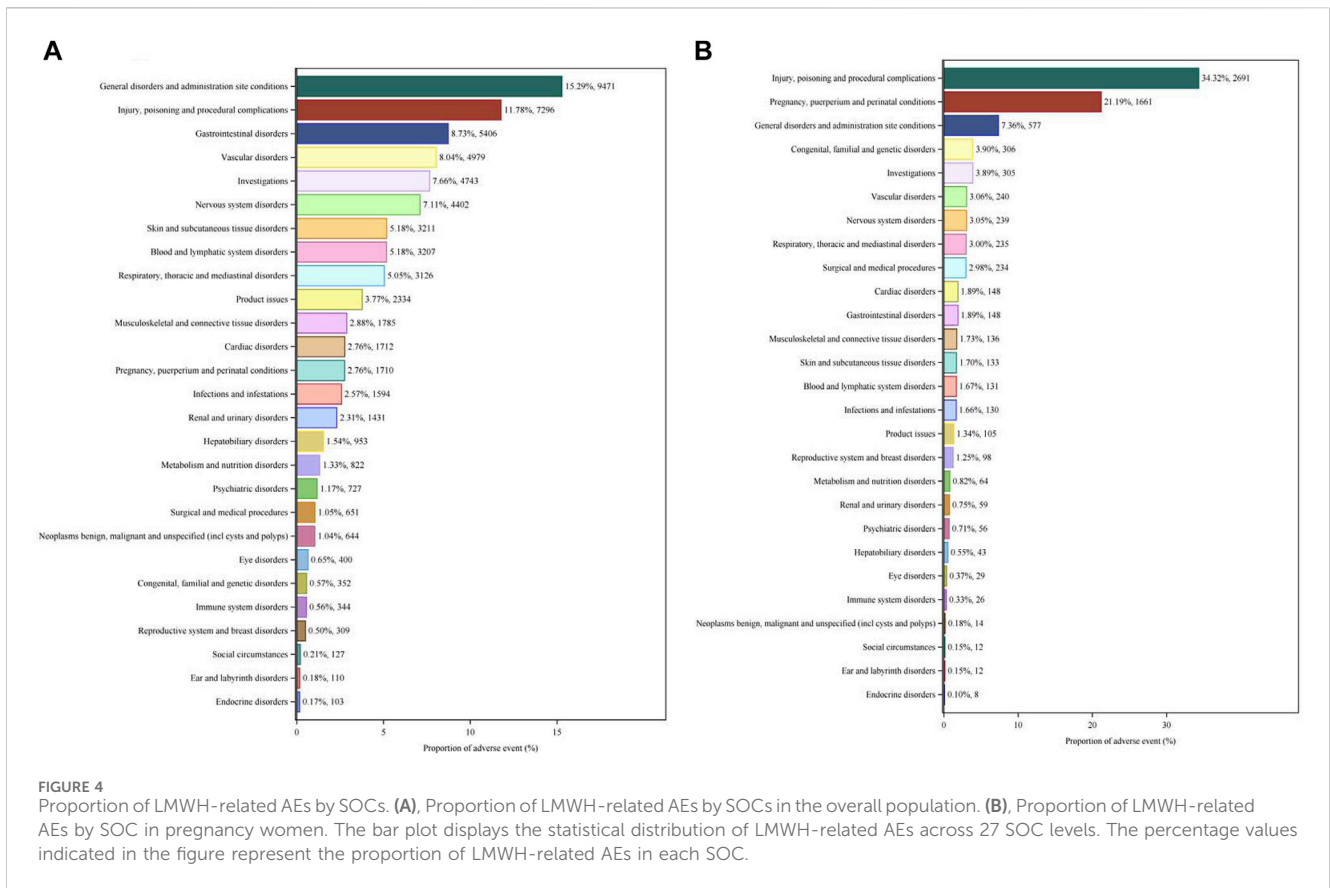 A
General disorders and administration site conditions 15.29%, 9471
Injury, poisoning and procedural complications 11.78%, 7296
Gastrointestinal disorders 8.73%, 5406
Vascular disorders 8.04%, 4979
Investigations 7.66%, 4743
Nervous system disorders 7.11%, 4402
Skin and subcutaneous tissue disorders 5.18%, 3211
Blood and lymphatic system disorders 5.18%, 3207
Respiratory, thoracic and mediastinal disorders 5.05%, 3126
Product issues 3.77%, 2334
Musculoskeletal and connective tissue disorders 2.88%, 1785
Cardiac disorders 2.76%, 1712
Pregnancy, puerperium and perinatal conditions 2.76%, 1710
Infections and infestations 2.57%, 1594
Renal and urinary disorders 2.31%, 1431
Hepatobiliary disorders 1.54%, 953
Metabolism and nutrition disorders 1.33%, 822
Psychiatric disorders 1.17%, 727
Surgical and medical procedures 1.05%, 651
Neoplasms benign, malignant and unspecified (incl cysts and polyps) 1.04%, 644
Eye disorders 0.65%, 400
Congenital, familial and genetic disorders 0.57%, 352
Immune system disorders 0.56%, 344
Reproductive system and breast disorders 0.50%, 309
Social circumstances 0.21%, 127
Ear and labyrinth disorders 0.18%, 110
Endocrine disorders 0.17%, 103
0 5 10 15
Proportion of adverse event (%)
B
Injury, poisoning and procedural complications 34.32%, 2691
Pregnancy, puerperium and perinatal conditions 21.19%, 1661
General disorders and administration site conditions 7.36%, 577
Congenital, familial and genetic disorders 3.90%, 306
Investigations 3.89%, 305
Vascular disorders 3.06%, 240
Nervous system disorders 3.05%, 239
Respiratory, thoracic and mediastinal disorders 3.00%, 235
Surgical and medical procedures 2.98%, 234
Cardiac disorders 1.89%, 148
Gastrointestinal disorders 1.89%, 148
Musculoskeletal and connective tissue disorders 1.73%, 136
Skin and subcutaneous tissue disorders 1.70%, 133
Blood and lymphatic system disorders 1.67%, 131
Infections and infestations 1.66%, 130
Product issues 1.34%, 105
Reproductive system and breast disorders 1.25%, 98
Metabolism and nutrition disorders 0.82%, 64
Renal and urinary disorders 0.75%, 59
Psychiatric disorders 0.71%, 56
Hepatobiliary disorders 0.55%, 43
Eye disorders 0.37%, 29
Immune system disorders 0.33%, 26
Neoplasms benign, malignant and unspecified (incl cysts and polyps) 0.18%, 14
Social circumstances 0.15%, 12
Ear and labyrinth disorders 0.15%, 12
Endocrine disorders 0.10%, 8
0 10 20 30
Proportion of adverse event (%)
FIGURE 4
Proportion of LMWH-related AEs by SOCs. (A), Proportion of LMWH-related AEs by SOCs in the overall population. (B), Proportion of LMWH-related
AEs by SOC in pregnancy women. The bar plot displays the statistical distribution of LMWH-related AEs across 27 SOC levels. The percentage values
indicated in the figure represent the proportion of LMWH-related AEs in each SOC.